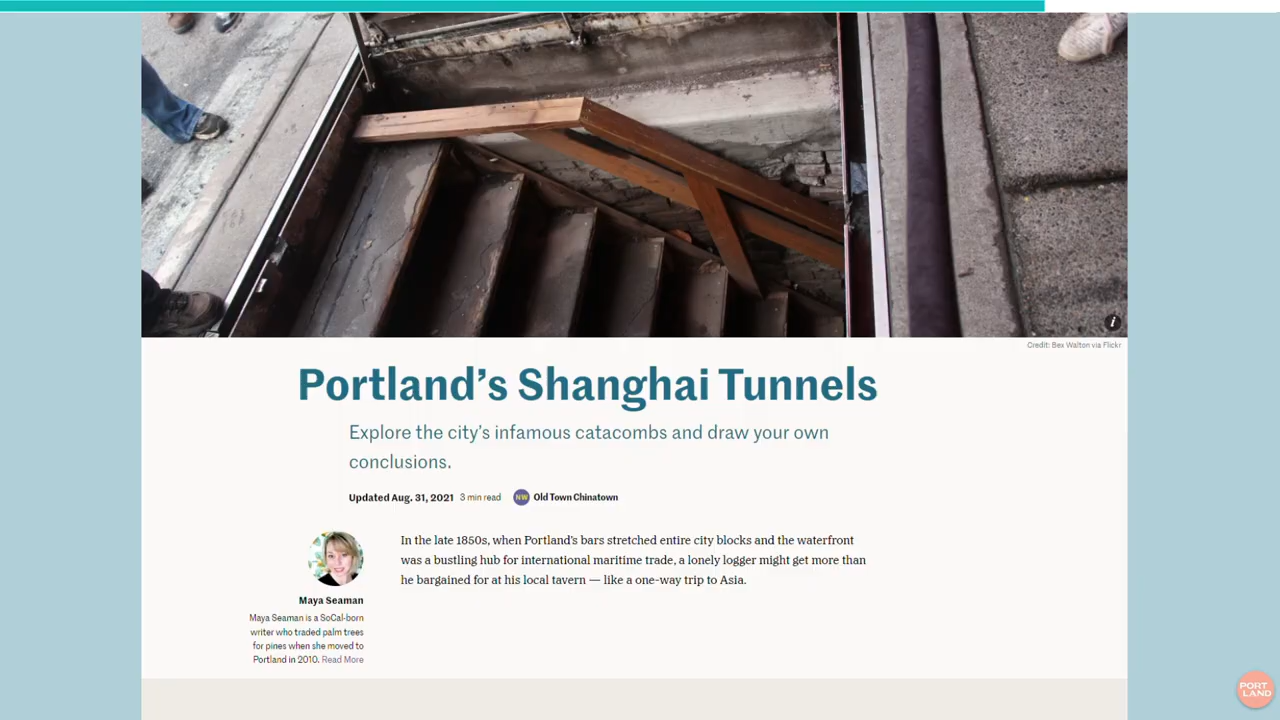 i
Credit: Bex Walton via Flickr
Portland's Shanghai Tunnels
Explore the city's infamous catacombs and draw your own
conclusions.
Updated Aug. 31, 2021 3 min read NW Old Town Chinatown
In the late 1850s, when Portland's bars stretched entire city blocks and the waterfront
was a bustling hub for international maritime trade, a lonely logger might get more than
he bargained for at his local tavern — like a one-way trip to Asia.
Maya Seaman
Maya Seaman is a SoCal-born
writer who traded palm trees
for pines when she moved to
Portland in 2010. Read More
PORT
LAND